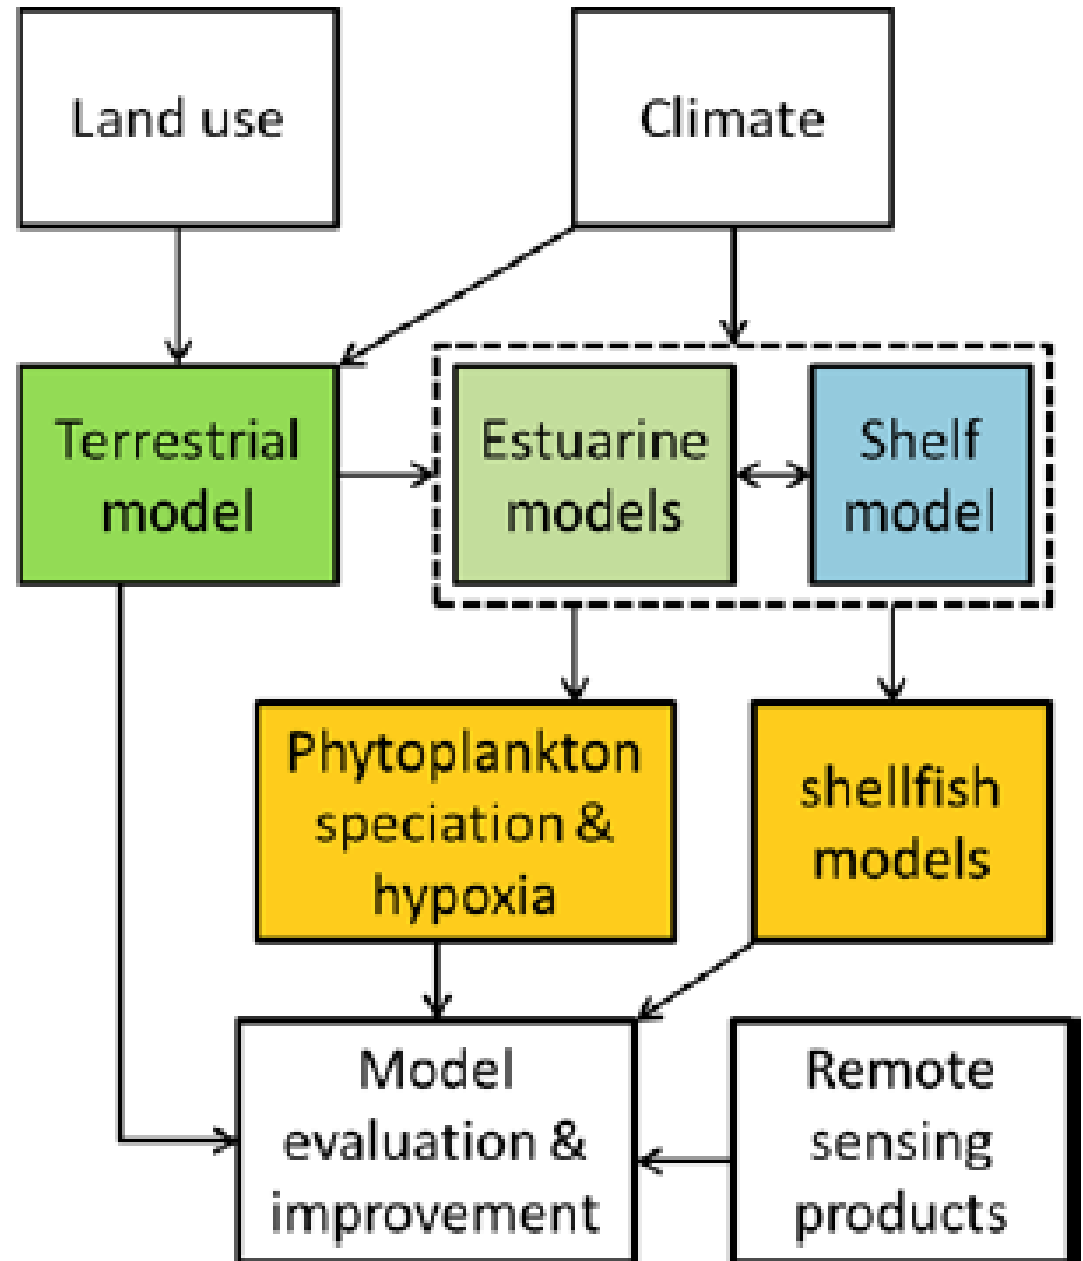 Land use
Climate
Terrestrial
model
Estuarine
models
Shelf
model
Phytoplankton
speciation &
hypoxia
shellfish
models
Model
evaluation &
improvement
Remote
sensing
products